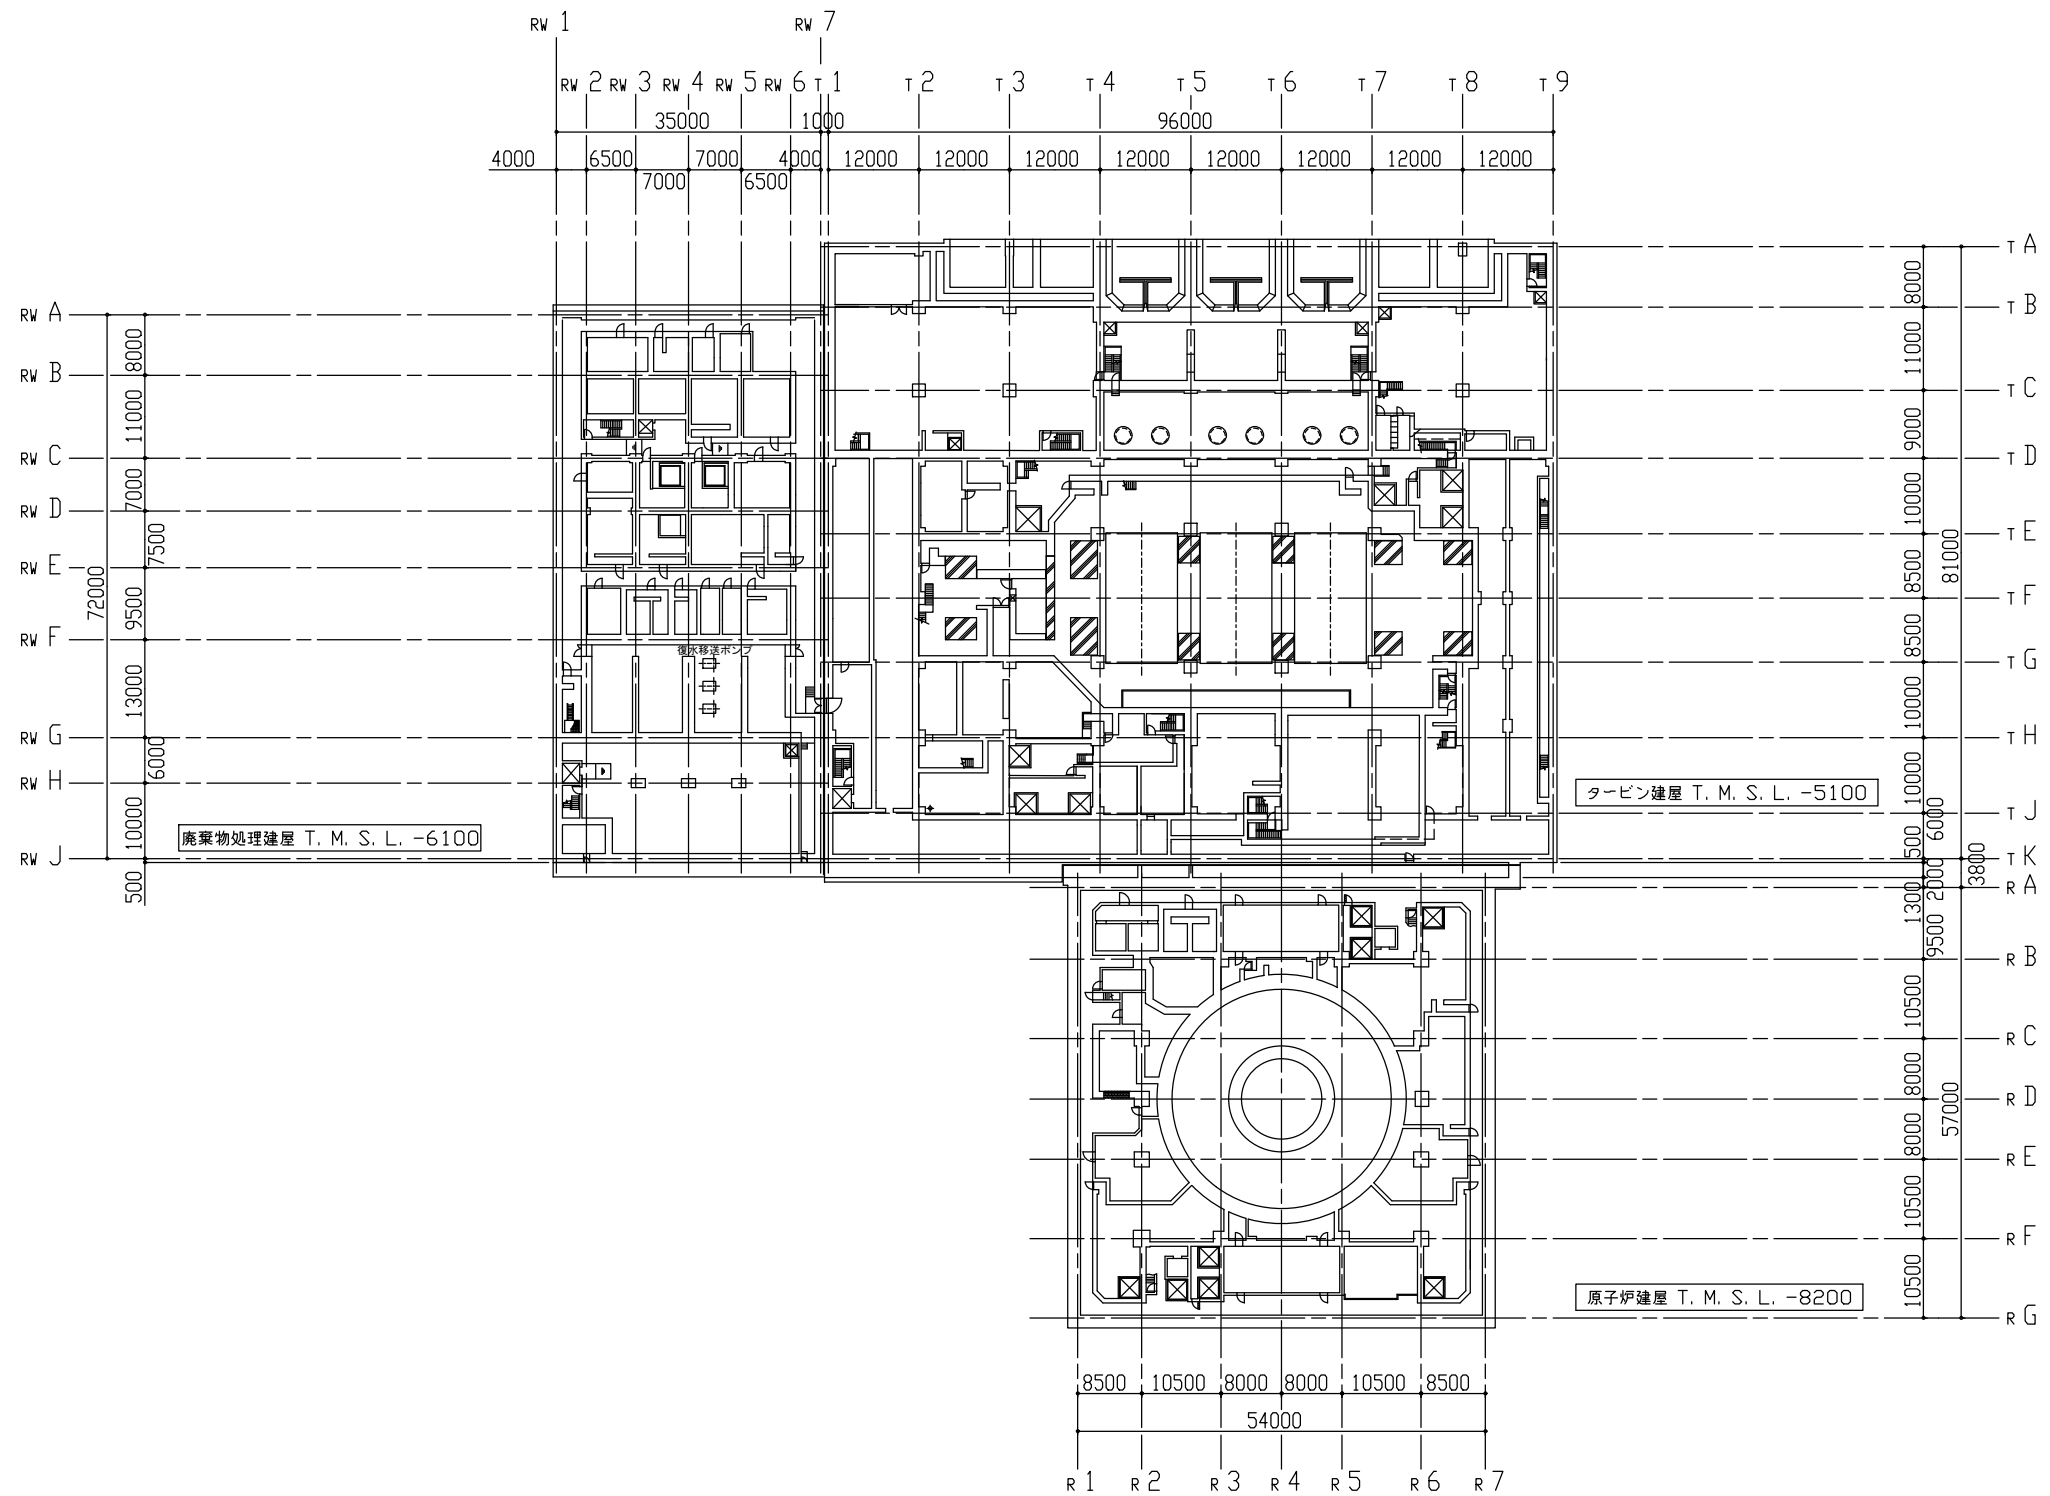 RW 1
RW 7
RW 2 RW 3 RW 4 RW 5 RW 6 T 1 T 2 T 3 T 4 T 5 T 6 T 7 T 8 T 9
35000 1000 96000
4000 6500 7000 4000 12000 12000 12000 12000 12000 12000 12000 12000
7000 6500
RW A
RW B
RW C
RW D
RW E
RW F
RW G
RW H
RW J
8000
11000
7000
7500
9500
13000
6000
10000
500
72000
復水移送ポンプ
廃棄物処理建屋 T. M. S. L. -6100
T A
T B
T C
T D
T E
T F
T G
T H
T J
T K
R A
R B
R C
R D
R E
R F
R G
8000
11000
9000
10000
8500
8500
10000
10000
6000
500
2000
1300
9500
10500
8000
8000
10500
10500
81000
3800
57000
タービン建屋 T. M. S. L. -5100
原子炉建屋 T. M. S. L. -8200
8500 10500 8000 8000 10500 8500
54000
R 1 R 2 R 3 R 4 R 5 R 6 R 7